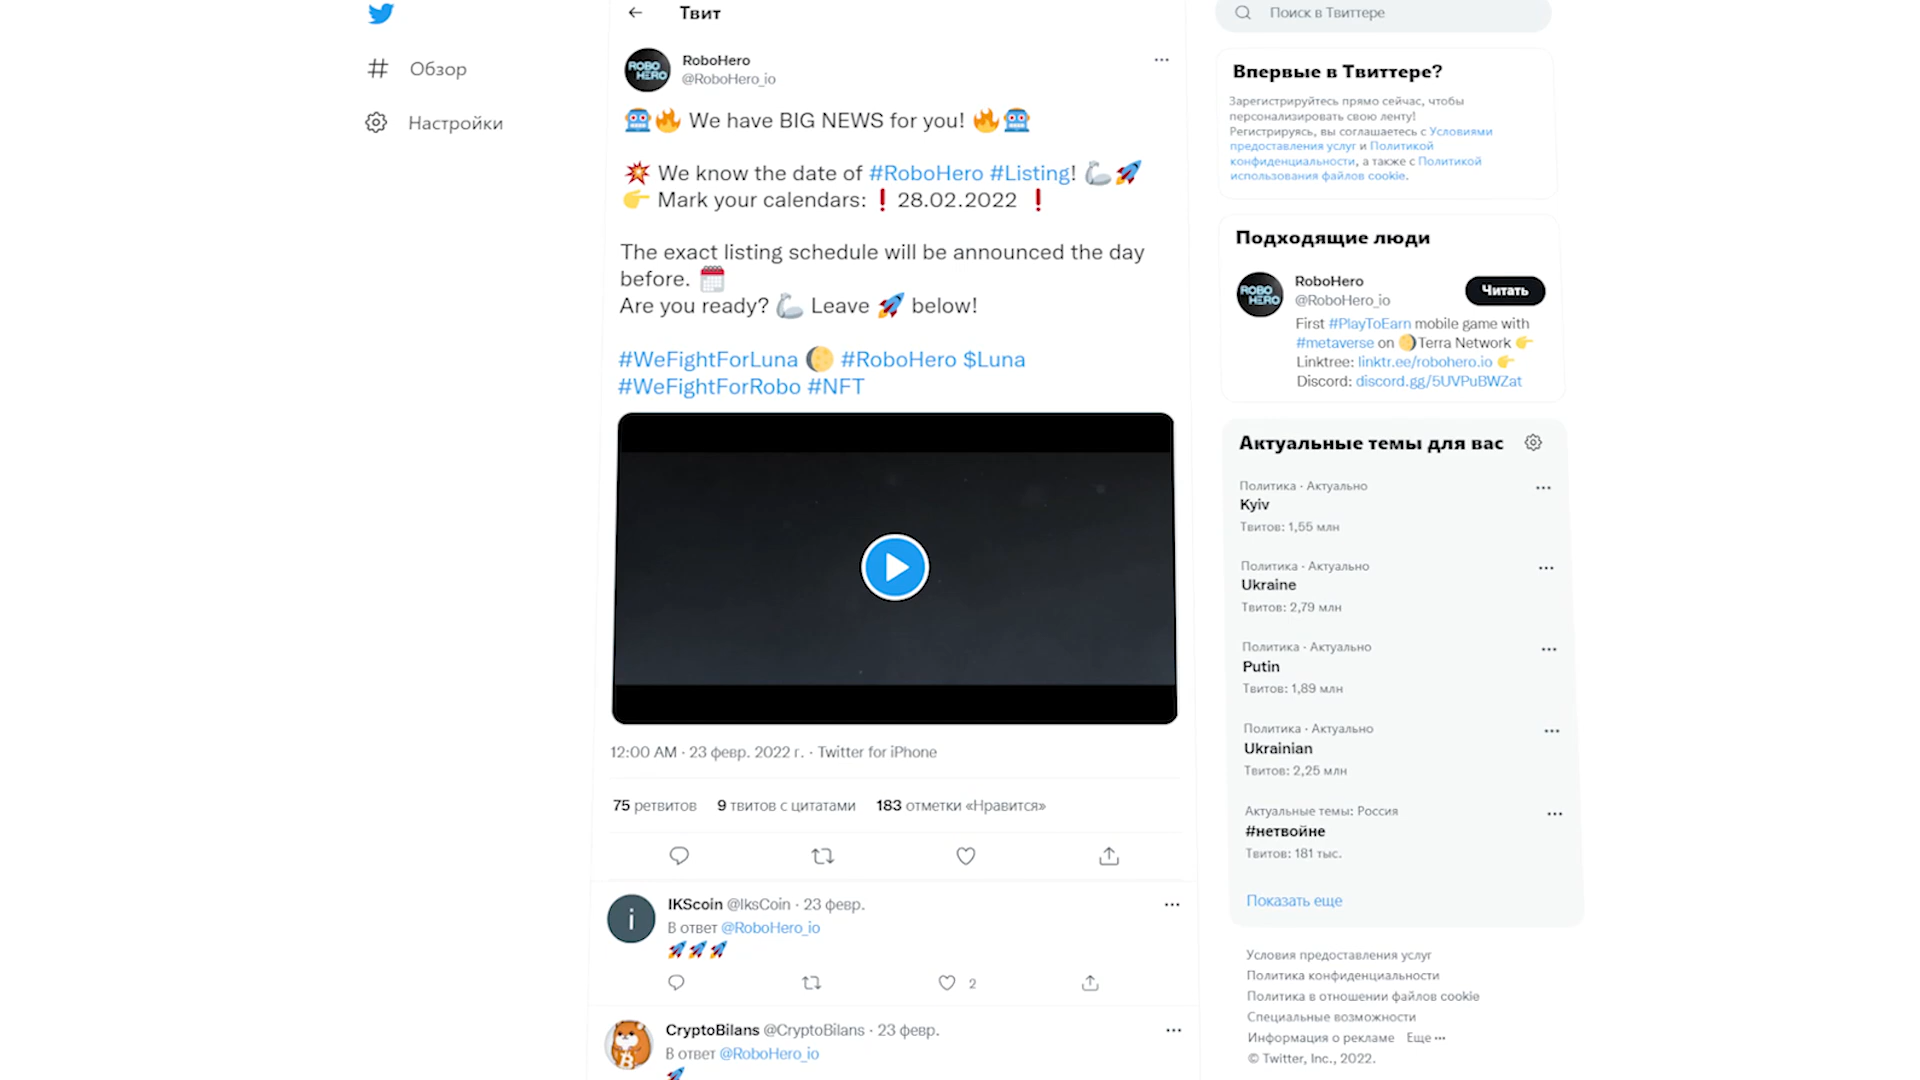 Обзор
Настройки
Твит
ROBO HERO
RoboHero
@RoboHero_io
🤖🔥 We have BIG NEWS for you! 🔥🤖
💥 We know the date of #RoboHero #Listing! 🦾🚀
👉 Mark your calendars: ❗ 28.02.2022 ❗
The exact listing schedule will be announced the day
before. 🗓
Are you ready? 🦾 Leave 🚀 below!
#WeFightForLuna 🌔 #RoboHero $Luna
#WeFightForRobo #NFT
12:00 AM · 23 февр. 2022 г. · Twitter for iPhone
75 ретвитов 9 твитов с цитатами 183 отметки «Нравится»
i
IKScoin @IksCoin · 23 февр.
В ответ @RoboHero_io
🚀🚀🚀
2
CryptoBilans @CryptoBilans · 23 февр.
В ответ @RoboHero_io
🚀
Поиск в Твиттере
Впервые в Твиттере?
Зарегистрируйтесь прямо сейчас, чтобы
персонализировать свою ленту!
Регистрируясь, вы соглашаетесь с Условиями
предоставления услуг и Политикой
конфиденциальности, а также с Политикой
использования файлов cookie.
Подходящие люди
ROBO HERO
RoboHero
@RoboHero_io
Читать
First #PlayToEarn mobile game with
#metaverse on 🌔Terra Network 👉
Linktree: linktr.ee/robohero.io 👉
Discord: discord.gg/5UVPuBWZat
Актуальные темы для вас
Политика · Актуально
Kyiv
Твитов: 1,55 млн
Политика · Актуально
Ukraine
Твитов: 2,79 млн
Политика · Актуально
Putin
Твитов: 1,89 млн
Политика · Актуально
Ukrainian
Твитов: 2,25 млн
Актуальные темы: Россия
#нетвойне
Твитов: 181 тыс.
Показать еще
Условия предоставления услуг
Политика конфиденциальности
Политика в отношении файлов cookie
Специальные возможности
Информация о рекламе Еще ···
© Twitter, Inc., 2022.